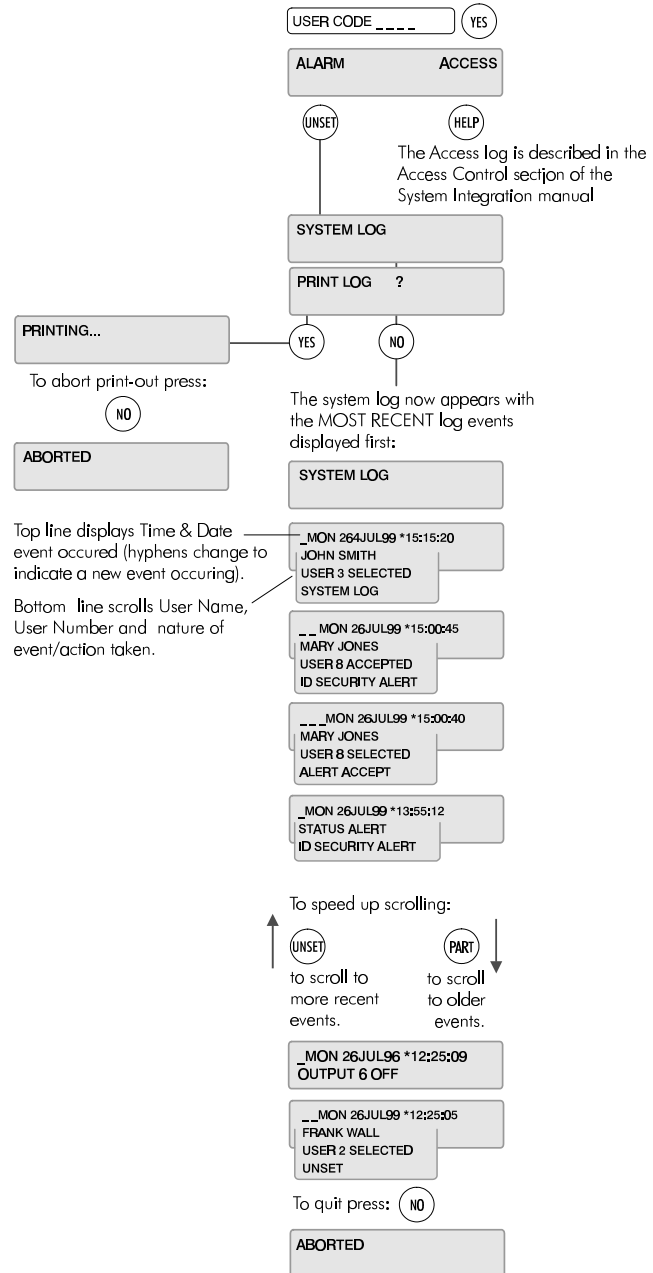 USER CODE _ _ _ _ YES
ALARM ACCESS
UNSET HELP
The Access log is described in the
Access Control section of the
System Integration manual
SYSTEM LOG
PRINT LOG ?
PRINTING...
YES NO
To abort print-out press:
NO
ABORTED
The system log now appears with
the MOST RECENT log events
displayed first:
SYSTEM LOG
Top line displays Time & Date
event occured (hyphens change to
indicate a new event occuring).
Bottom line scrolls User Name,
User Number and nature of
event/action taken.
_MON 264JUL99 *15:15:20
JOHN SMITH
USER 3 SELECTED
SYSTEM LOG
_ _ MON 26JUL99 *15:00:45
MARY JONES
USER 8 ACCEPTED
ID SECURITY ALERT
_ _ _MON 26JUL99 *15:00:40
MARY JONES
USER 8 SELECTED
ALERT ACCEPT
_MON 26JUL99 *13:55:12
STATUS ALERT
ID SECURITY ALERT
To speed up scrolling:
UNSET
to scroll to
more recent
events.
PART
to scroll
to older
events.
_MON 26JUL96 *12:25:09
OUTPUT 6 OFF
_ _MON 26JUL99 *12:25:05
FRANK WALL
USER 2 SELECTED
UNSET
To quit press: NO
ABORTED